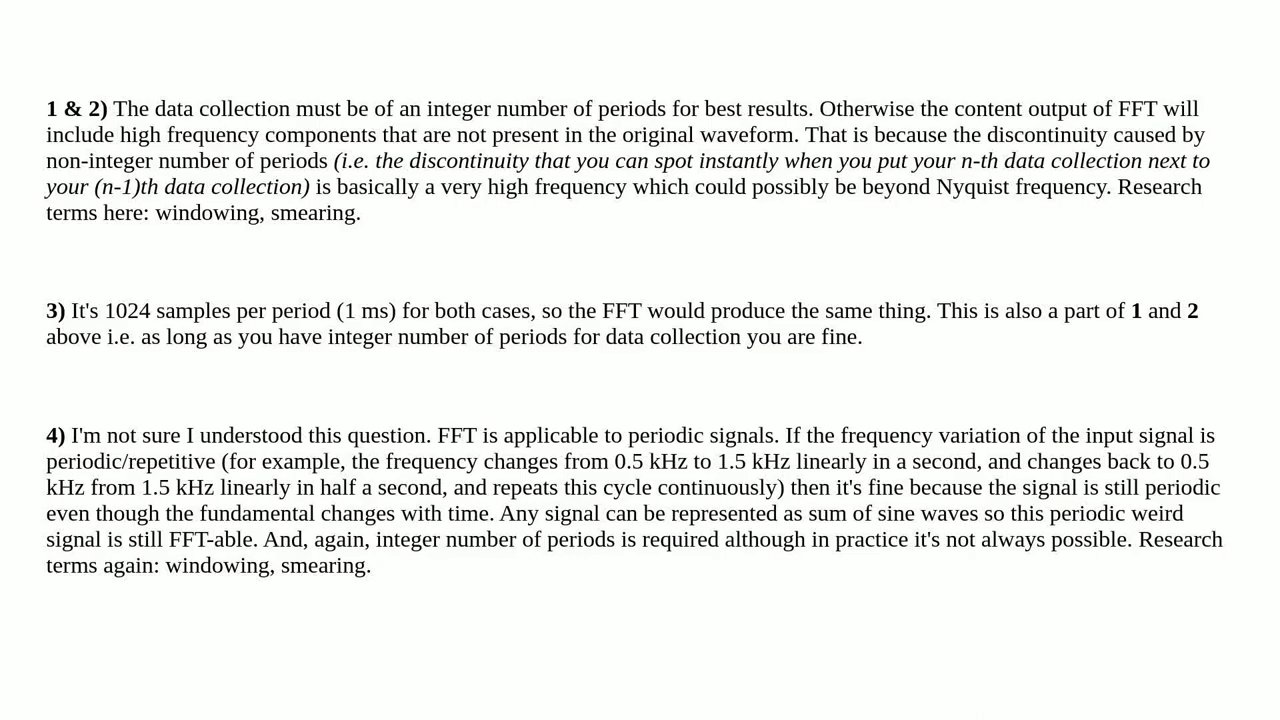 1 & 2) The data collection must be of an integer number of periods for best results. Otherwise the content output of FFT will
include high frequency components that are not present in the original waveform. That is because the discontinuity caused by
non-integer number of periods (i.e. the discontinuity that you can spot instantly when you put your n-th data collection next to
your (n-1)th data collection) is basically a very high frequency which could possibly be beyond Nyquist frequency. Research
terms here: windowing, smearing.
3) It's 1024 samples per period (1 ms) for both cases, so the FFT would produce the same thing. This is also a part of 1 and 2
above i.e. as long as you have integer number of periods for data collection you are fine.
4) I'm not sure I understood this question. FFT is applicable to periodic signals. If the frequency variation of the input signal is
periodic/repetitive (for example, the frequency changes from 0.5 kHz to 1.5 kHz linearly in a second, and changes back to 0.5
kHz from 1.5 kHz linearly in half a second, and repeats this cycle continuously) then it's fine because the signal is still periodic
even though the fundamental changes with time. Any signal can be represented as sum of sine waves so this periodic weird
signal is still FFT-able. And, again, integer number of periods is required although in practice it's not always possible. Research
terms again: windowing, smearing.